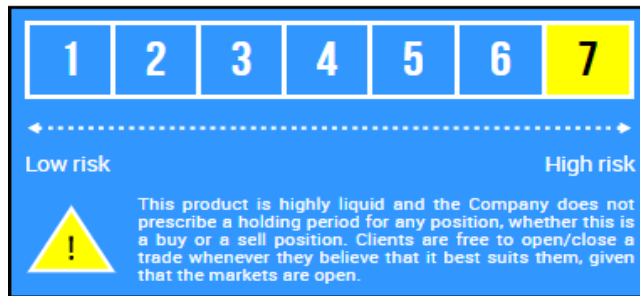 1 2 3 4 5 6 7
Low risk High risk
This product is highly liquid and the Company does not
prescribe a holding period for any position, whether this is
a buy or a sell position. Clients are free to open/close a
trade whenever they believe that it best suits them, given
that the markets are open.
!